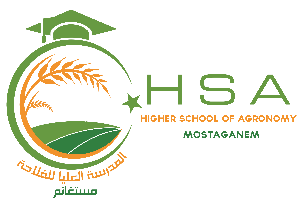 HSA
HIGHER SCHOOL OF AGRONOMY
MOSTAGANEM
المدرسة العليا للفلاحة
مستغانم